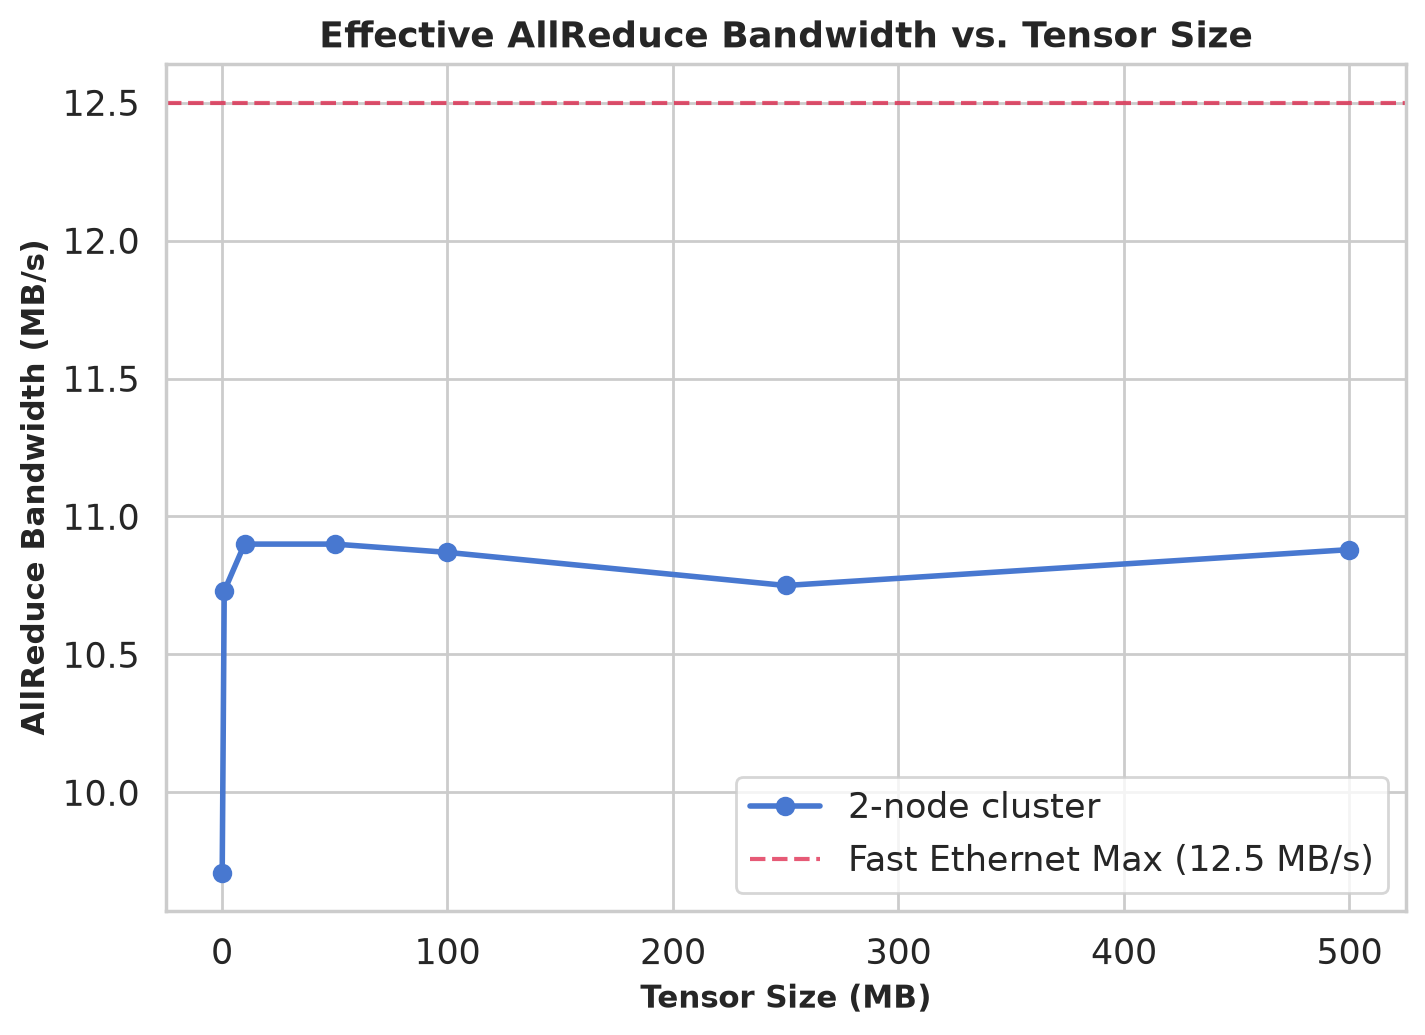 Effective AllReduce Bandwidth vs. Tensor Size
AllReduce Bandwidth (MB/s)
12.5
12.0
11.5
11.0
10.5
10.0
2-node cluster
Fast Ethernet Max (12.5 MB/s)
0 100 200 300 400 500
Tensor Size (MB)